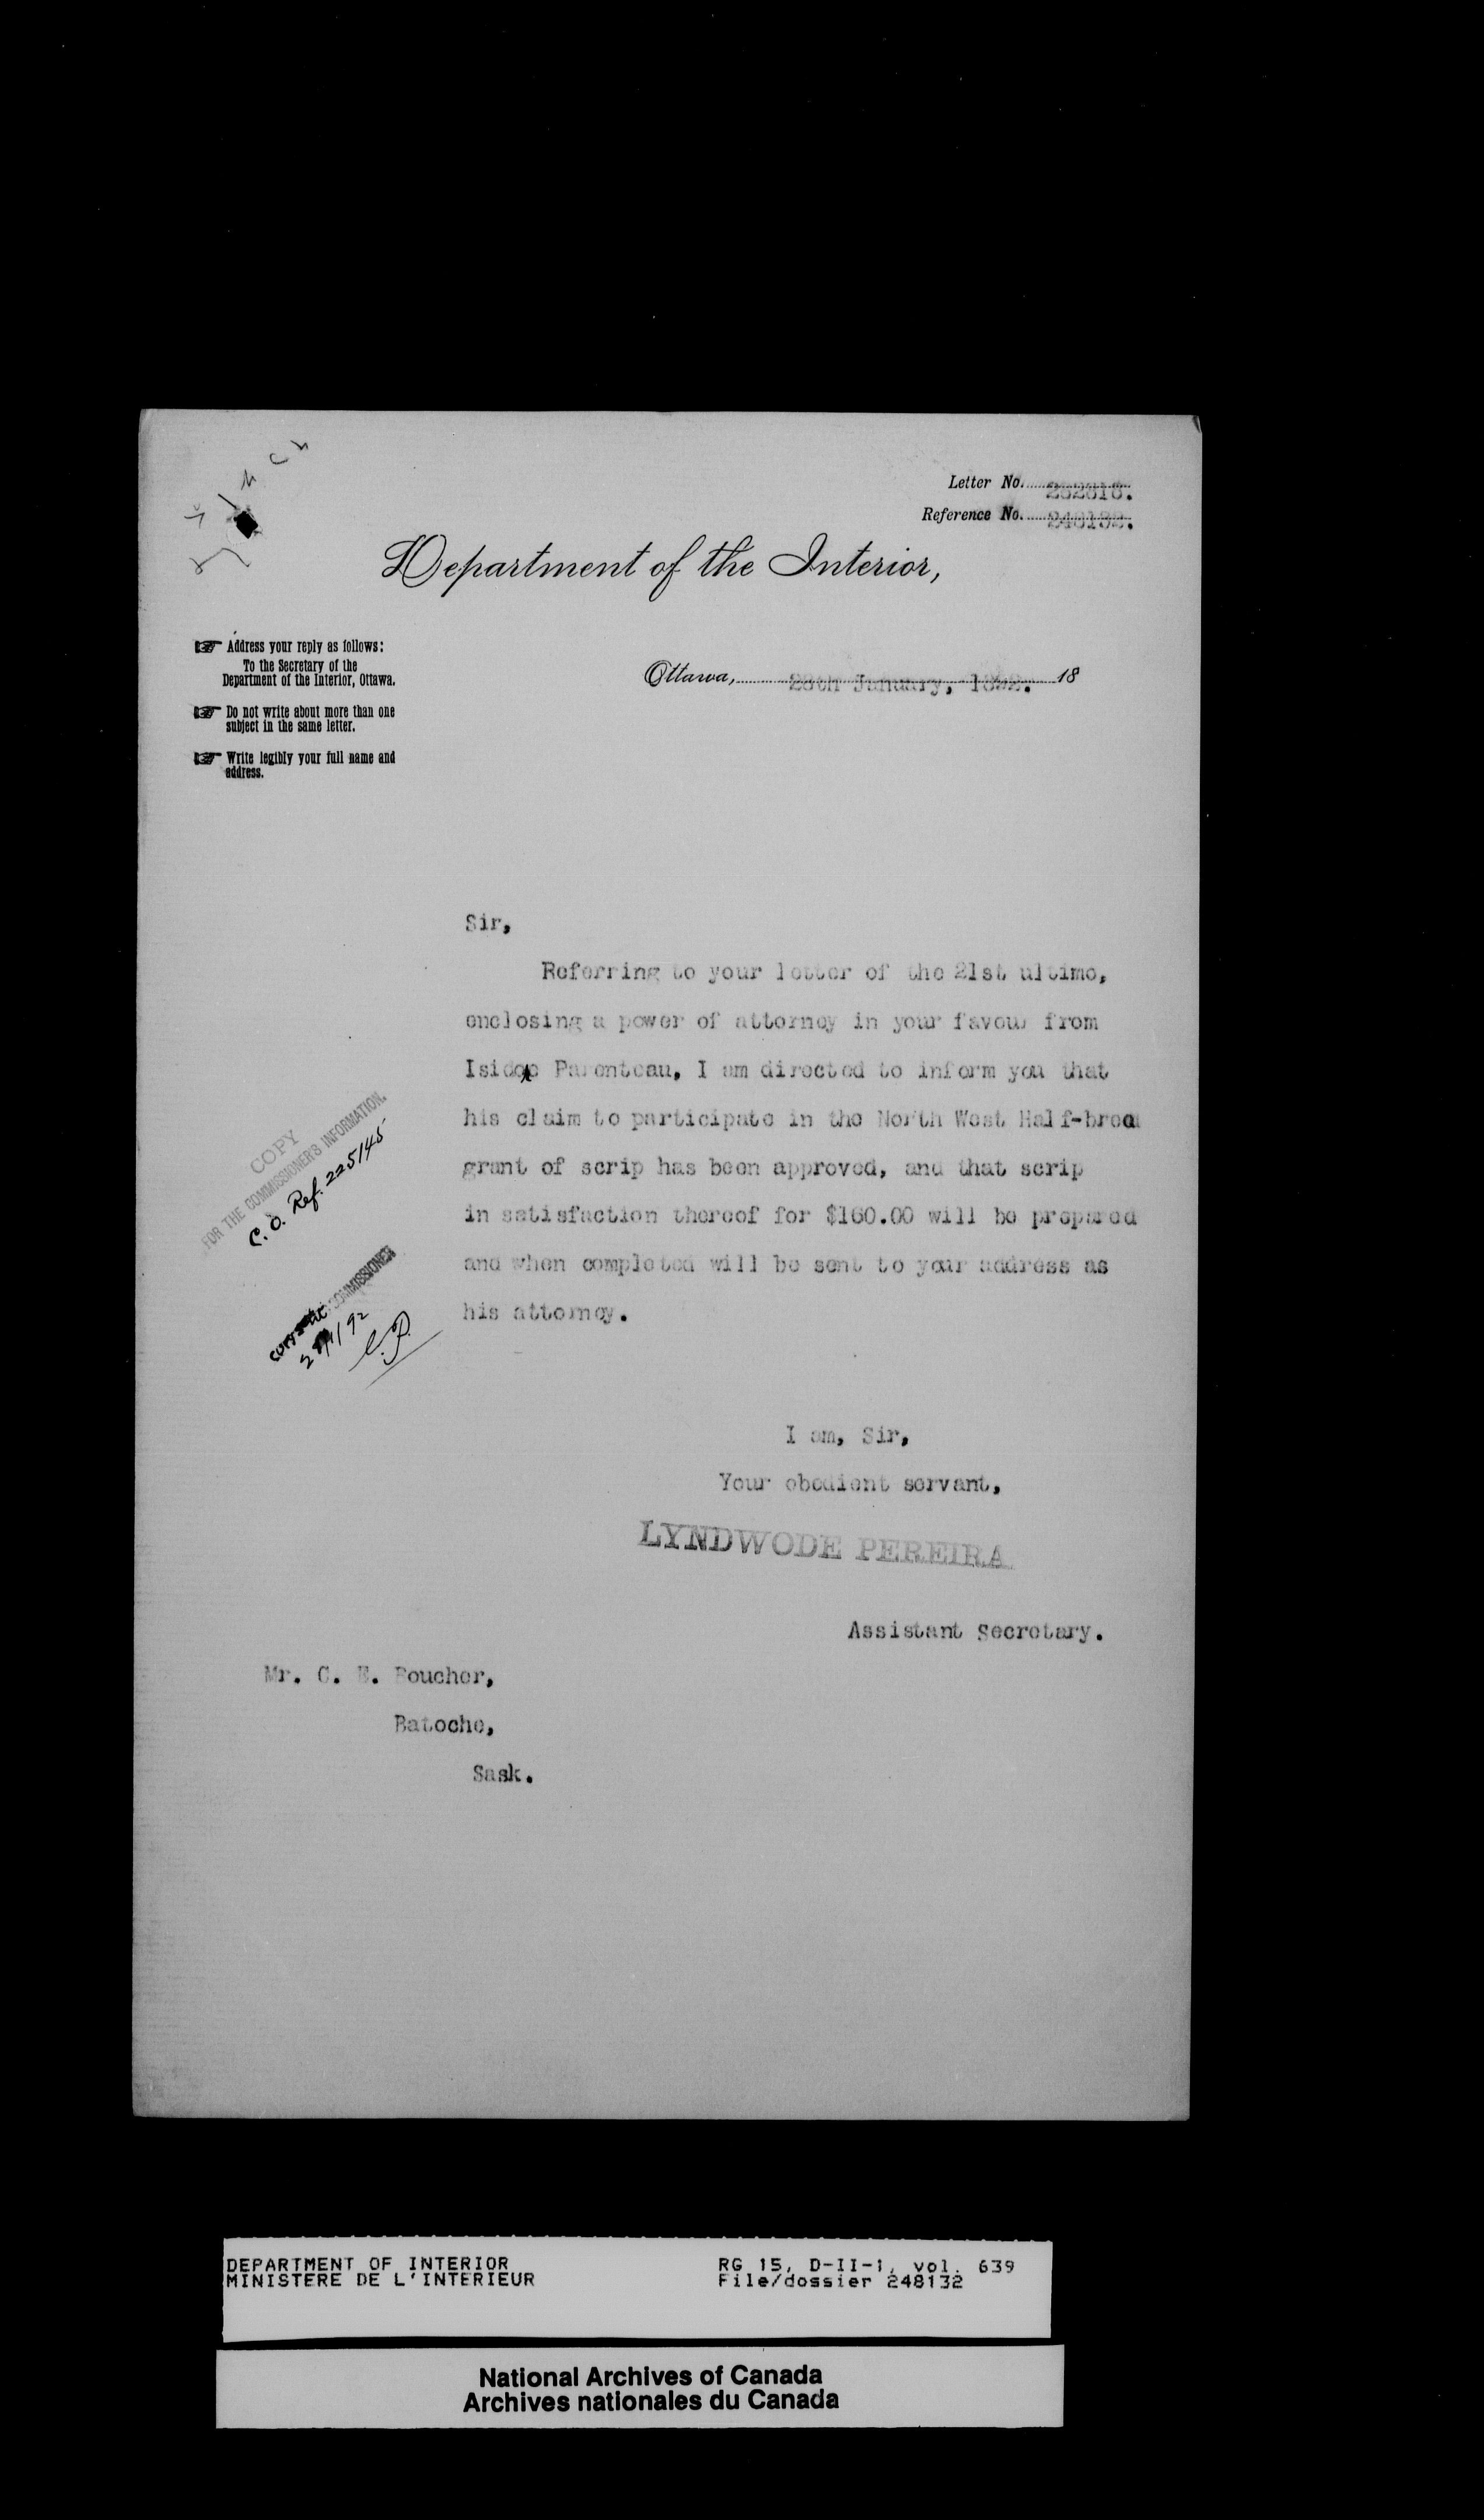 Letter No. 262616.
Reference No. 248132.
Department of the Interior,
Address your reply as follows:
To the Secretary of the
Department of the Interior, Ottawa.
Do not write about more than one
subject in the same letter.
Write legibly your full name and
address.
Ottawa, 28th January, 1892. 18
Sir,
Referring to your letter of the 21st ultimo,
enclosing a power of attorney in your favour from
Isidore Parenteau, I am directed to inform you that
his claim to participate in the North West Half-breed
grant of scrip has been approved, and that scrip
in satisfaction thereof for $160.00 will be prepared
and when completed will be sent to your address as
his attorney.
COPY
FOR THE COMMISSIONER'S INFORMATION.
C. O. Ref. 225145
COMMISSIONER
I am, Sir,
Your obedient servant,
LYNDWODE PEREIRA
Assistant Secretary.
Mr. C. E. Boucher,
Batoche,
Sask.
DEPARTMENT OF INTERIOR
MINISTERE DE L'INTERIEUR
RG 15, D-II-1, vol. 639
File/dossier 248132
National Archives of Canada
Archives nationales du Canada